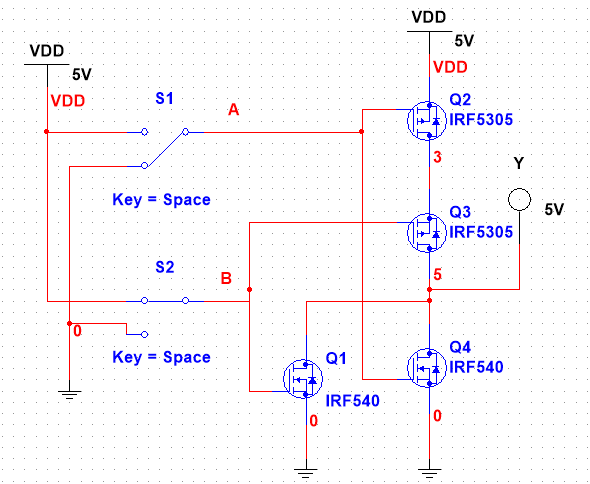 VDD
5V
VDD
VDD
5V
VDD
S1
A
Q2
IRF5305
3
Key = Space
Y
5V
Q3
IRF5305
S2
B
5
0
Key = Space
Q1
IRF540
0
Q4
IRF540
0